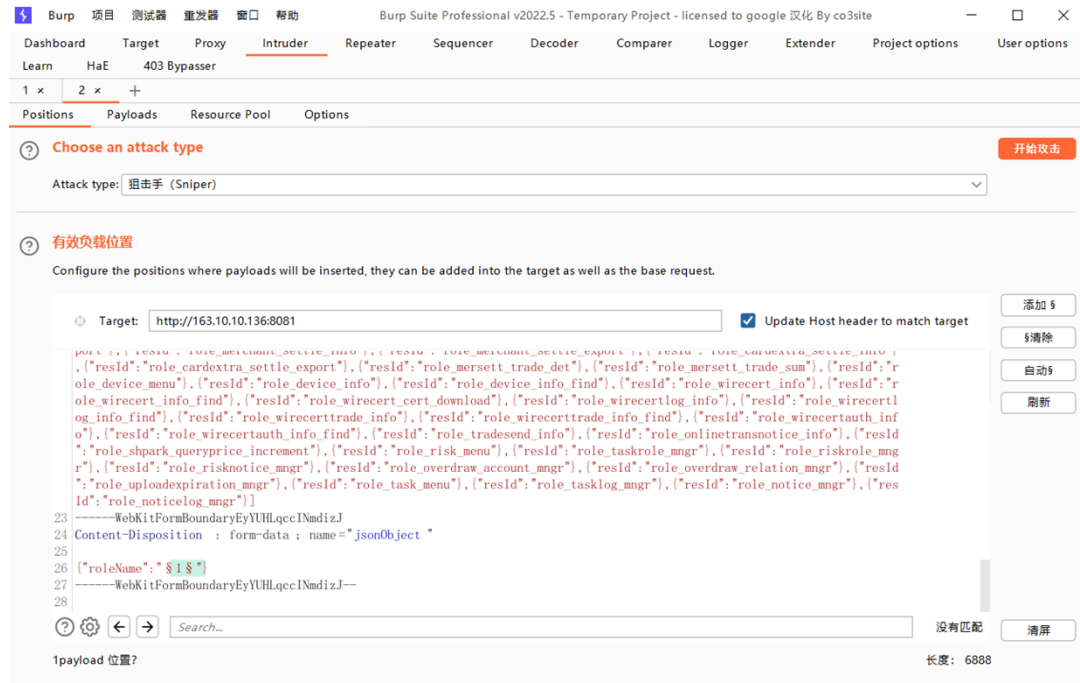 Burp 项目 测试器 重发器 窗口 帮助 Burp Suite Professional v2022.5 - Temporary Project - licensed to google 汉化 By co3site
Dashboard Target Proxy Intruder Repeater Sequencer Decoder Comparer Logger Extender Project options User options
Learn HaE 403 Bypasser
1 × 2 × +
Positions Payloads Resource Pool Options
Choose an attack type
开始攻击
Attack type: 狙击手（Sniper）
有效负载位置
Configure the positions where payloads will be inserted, they can be added into the target as well as the base request.
添加 §
Target: http://163.10.10.136:8081 Update Host header to match target
§清除
port"},{"resId":"role_merchant_settle_info"},{"resId":"role_merchant_settle_export"},{"resId":"role_cardextra_settle_info"}
,{"resId":"role_cardextra_settle_export"},{"resId":"role_mersett_trade_det"},{"resId":"role_mersett_trade_sum"},{"resId":"r
自动§
ole_device_menu"},{"resId":"role_device_info"},{"resId":"role_device_info_find"},{"resId":"role_wirecert_info"},{"resId":"r
ole_wirecert_info_find"},{"resId":"role_wirecert_cert_download"},{"resId":"role_wirecertlog_info"},{"resId":"role_wirecertl
刷新
og_info_find"},{"resId":"role_wirecerttrade_info"},{"resId":"role_wirecerttrade_info_find"},{"resId":"role_wirecertauth_inf
o"},{"resId":"role_wirecertauth_info_find"},{"resId":"role_tradesend_info"},{"resId":"role_onlinetransnotice_info"},{"resId
":"role_shpark_queryprice_increment"},{"resId":"role_risk_menu"},{"resId":"role_taskrole_mngr"},{"resId":"role_riskrole_mng
r"},{"resId":"role_risknotice_mngr"},{"resId":"role_overdraw_account_mngr"},{"resId":"role_overdraw_relation_mngr"},{"resId
":"role_uploadexpiration_mngr"},{"resId":"role_task_menu"},{"resId":"role_tasklog_mngr"},{"resId":"role_notice_mngr"},{"res
Id":"role_noticelog_mngr"}]
23 ------WebKitFormBoundaryEyYUHLqccINmdizJ
24 Content-Disposition : form-data ; name="jsonObject "
25
26 {"roleName":"§1§"}
27 ------WebKitFormBoundaryEyYUHLqccINmdizJ--
28
Search... 没有匹配 清屏
1payload 位置? 长度： 6888